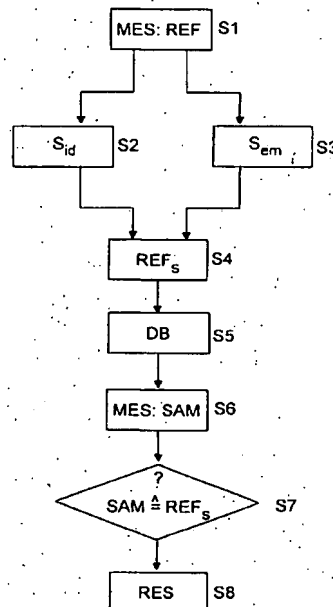 MES: REF S1
S_id S2
S_em S3
REF_S S4
DB S5
MES: SAM S6
?
SAM ≙ REF_S S7
RES S8